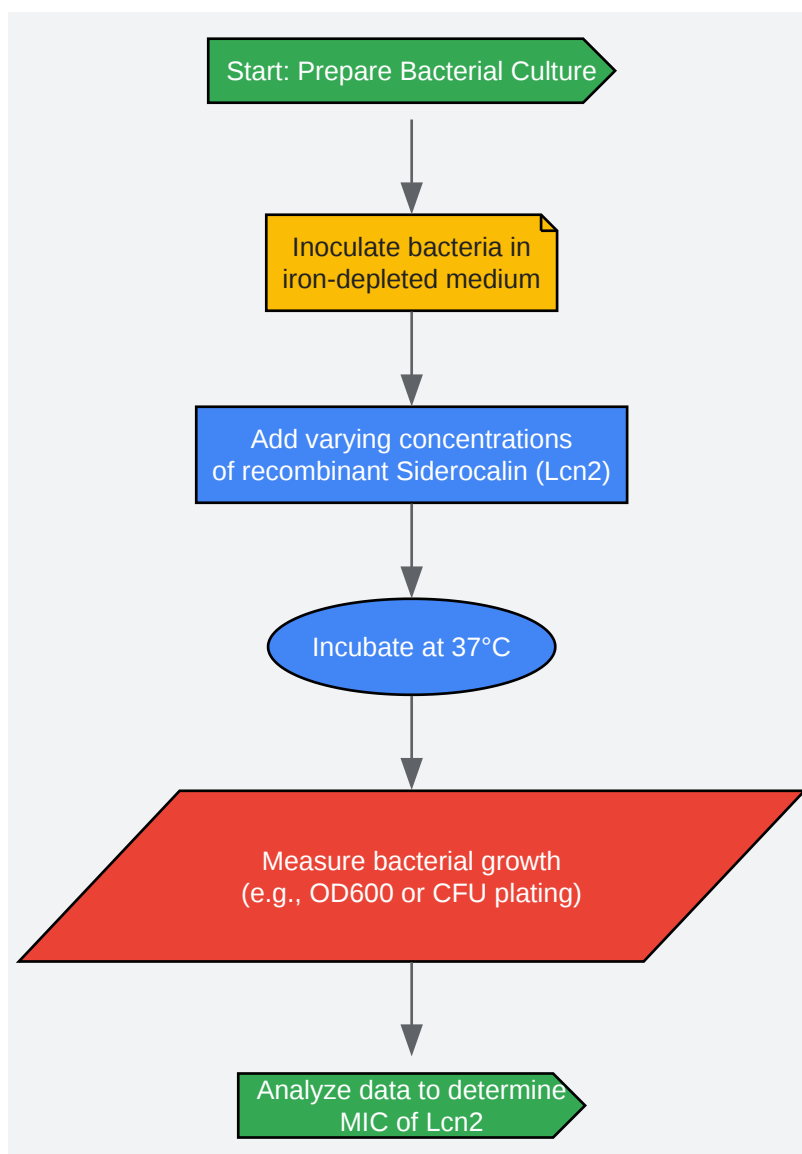 Start: Prepare Bacterial Culture
Inoculate bacteria in
iron-depleted medium
Add varying concentrations
of recombinant Siderocalin (Lcn2)
Incubate at 37°C
Measure bacterial growth
(e.g., OD600 or CFU plating)
Analyze data to determine
MIC of Lcn2